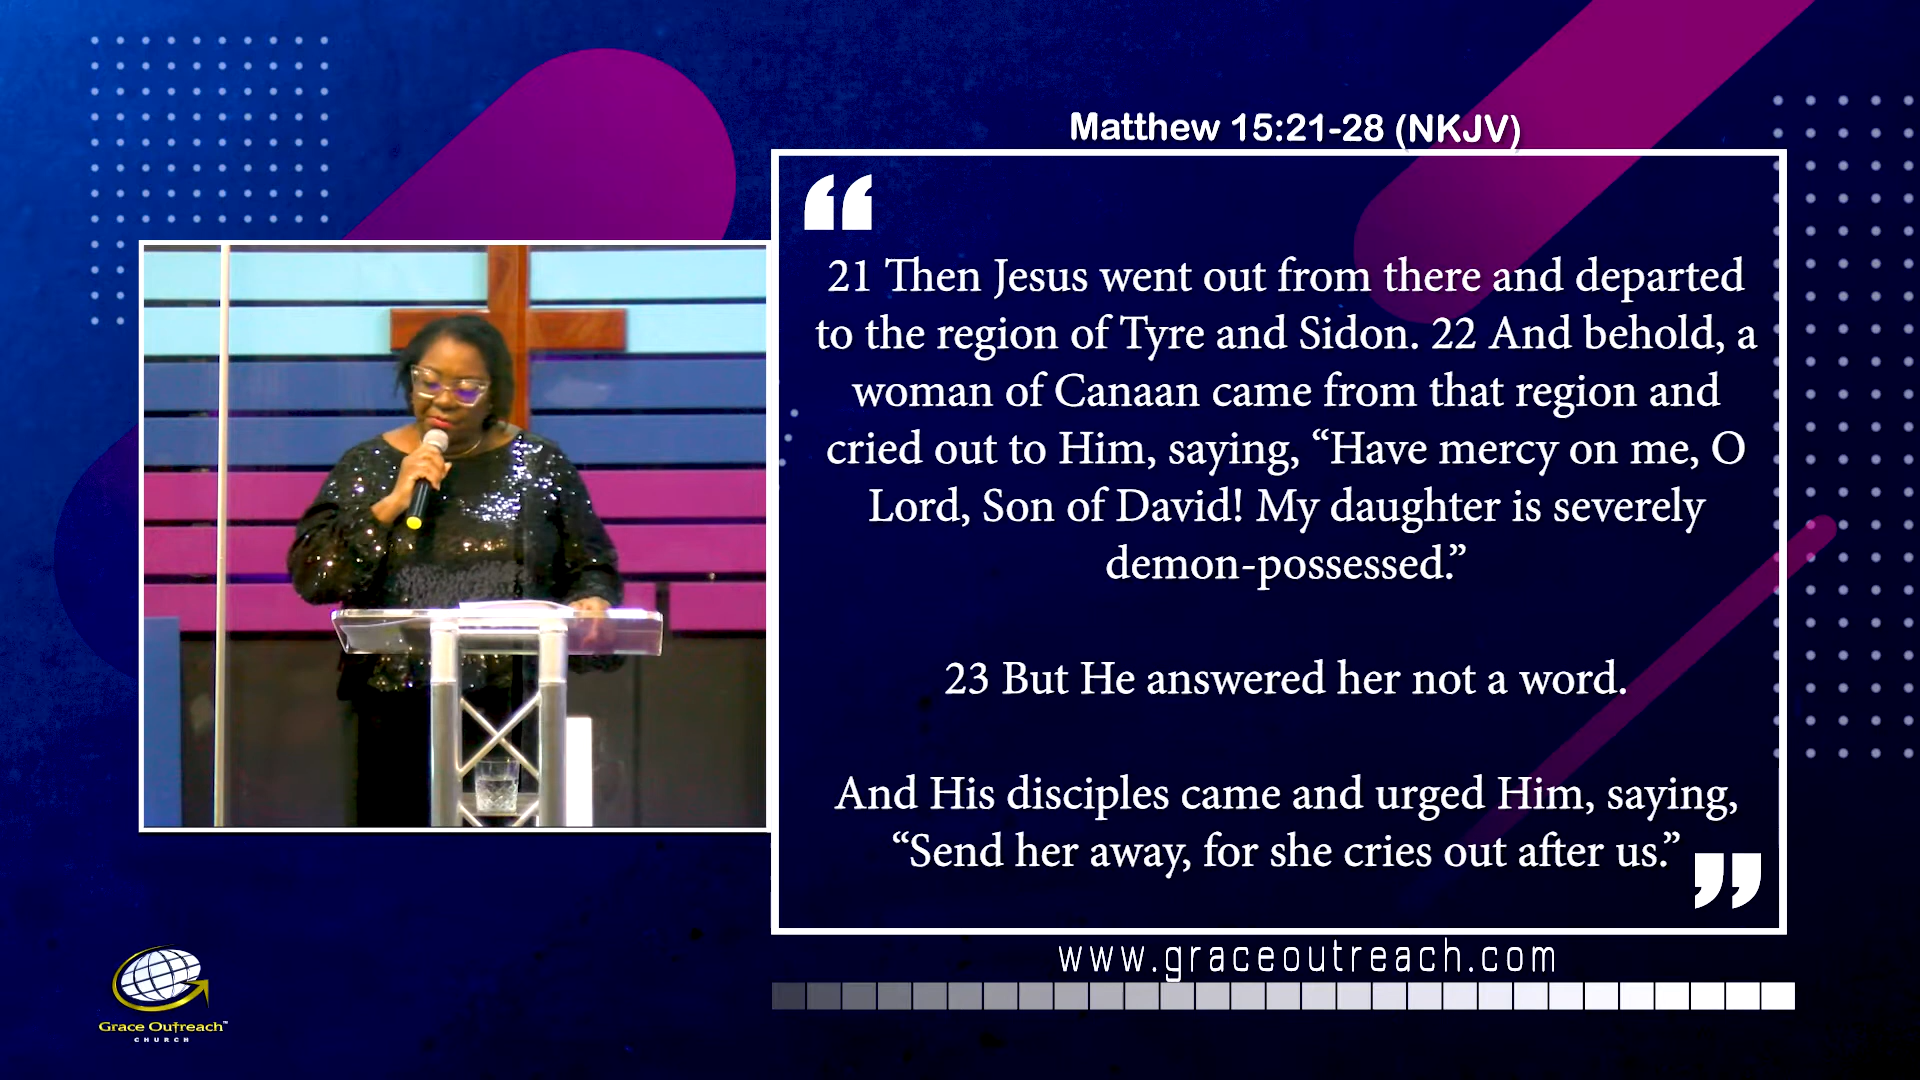 Matthew 15:21-28 (NKJV)
“
21 Then Jesus went out from there and departed
to the region of Tyre and Sidon. 22 And behold, a
woman of Canaan came from that region and
cried out to Him, saying, “Have mercy on me, O
Lord, Son of David! My daughter is severely
demon-possessed.”
23 But He answered her not a word.
And His disciples came and urged Him, saying,
“Send her away, for she cries out after us.”
”
www.graceoutreach.com
Grace Outreach™
CHURCH